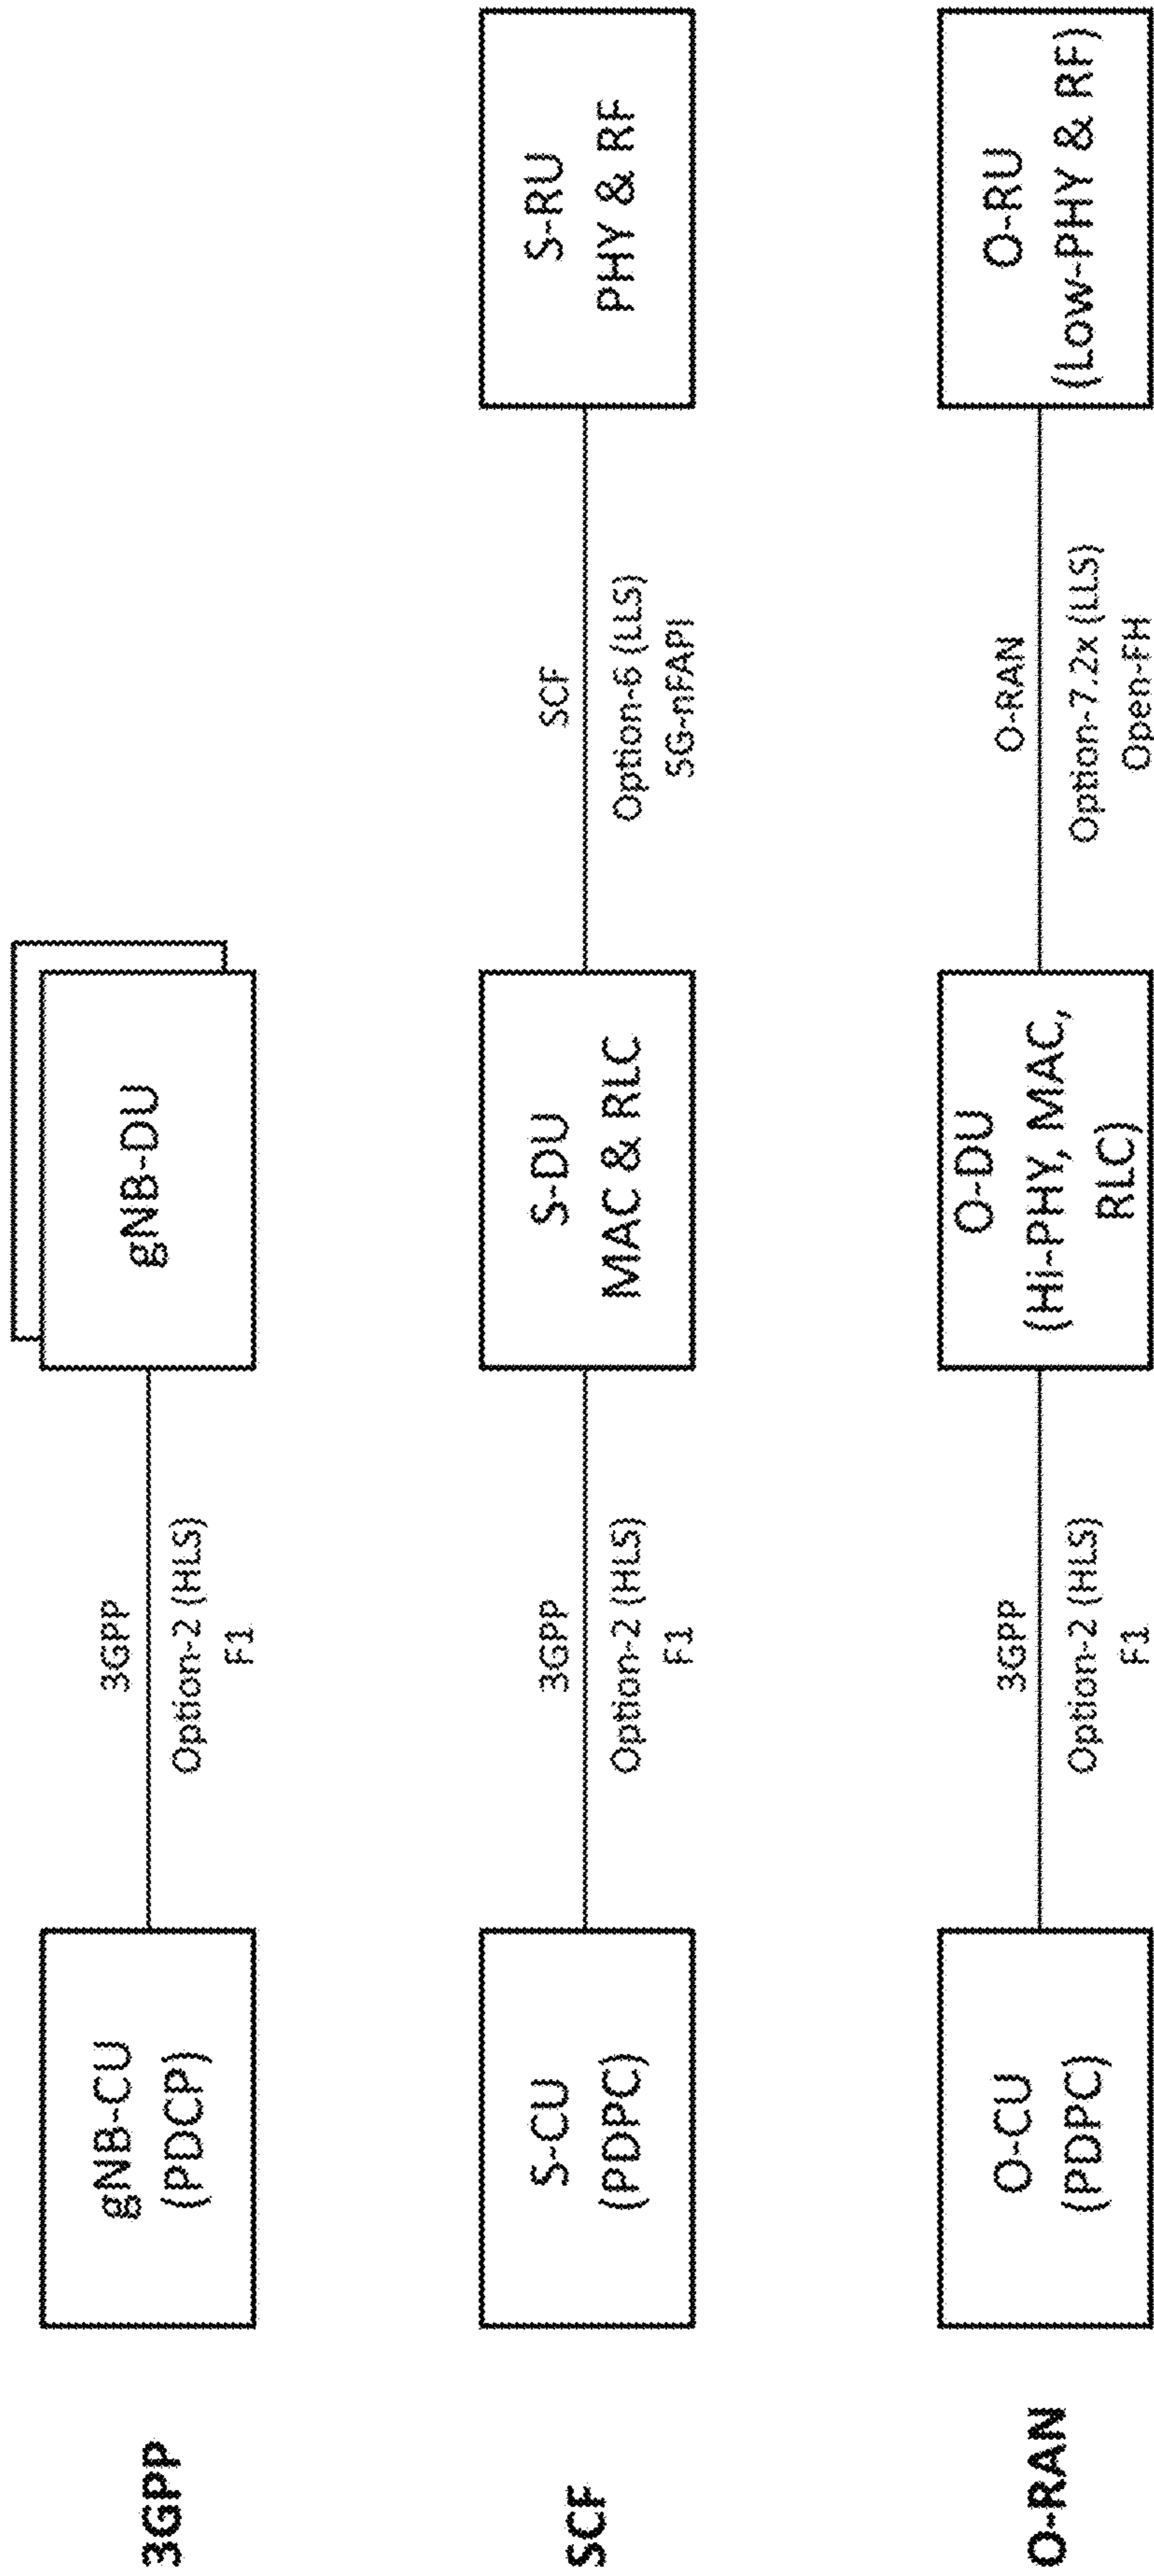 3GPP
gNB-CU
(PDCP)
3GPP
Option-2 (HLS)
F1
gNB-DU
SCF
S-CU
(PDPC)
3GPP
Option-2 (HLS)
F1
S-DU
MAC & RLC
SCF
Option-6 (LLS)
5G-nFAPI
S-RU
PHY & RF
O-RAN
O-CU
(PDPC)
3GPP
Option-2 (HLS)
F1
O-DU
(Hi-PHY, MAC,
RLC)
O-RAN
Option-7.2x (LLS)
Open-FH
O-RU
(Low-PHY & RF)